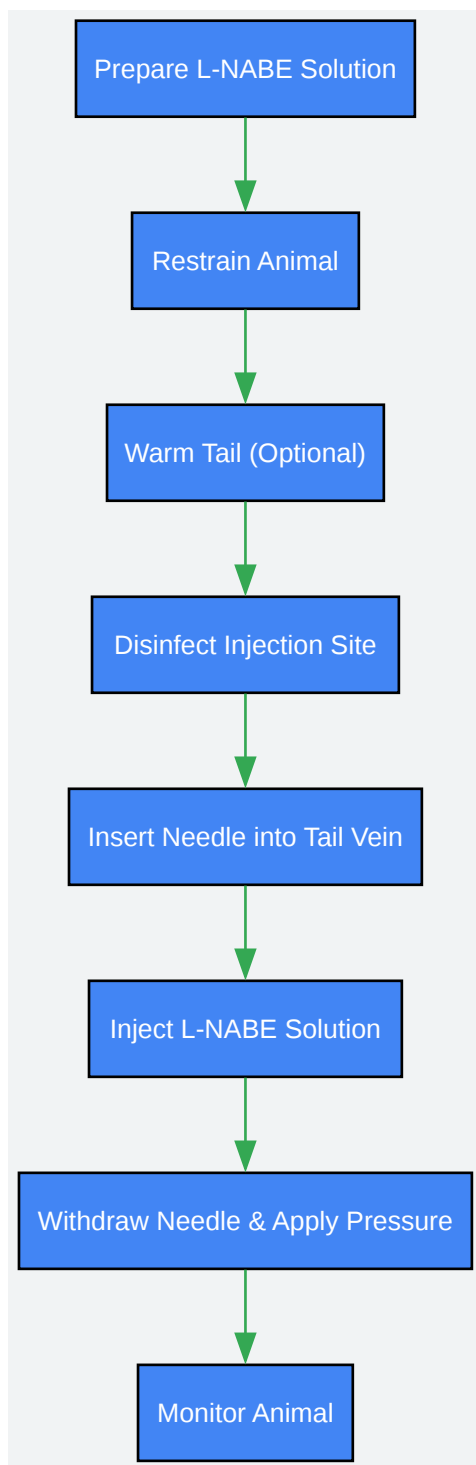 Prepare L-NABE Solution
Restrain Animal
Warm Tail (Optional)
Disinfect Injection Site
Insert Needle into Tail Vein
Inject L-NABE Solution
Withdraw Needle & Apply Pressure
Monitor Animal